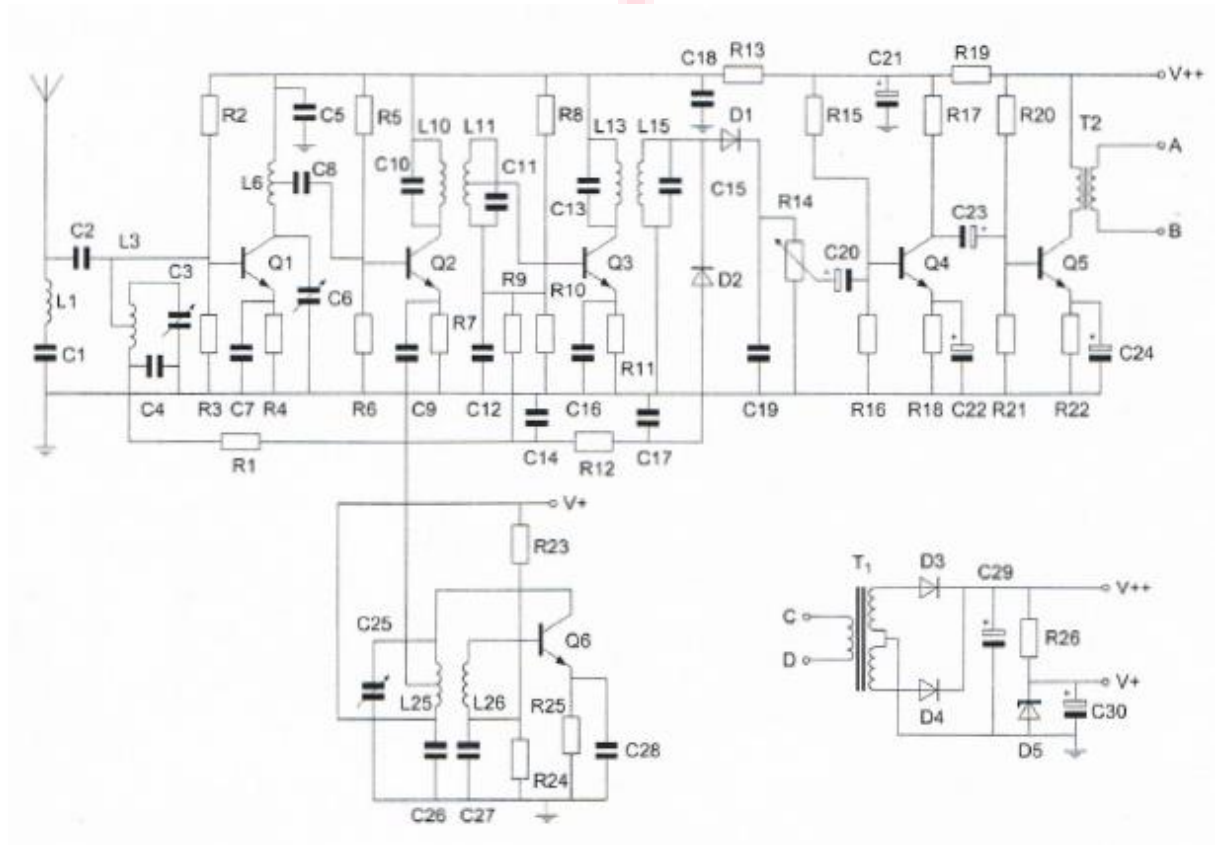 C18 R13 C21 R19
V++
R2 C5 R5 L10 L11 R8 L13 L15 D1 R15 R17 R20 T2
C8 C10 C11 C15 A
L6
C2 L3 C13 R14 C23
C3 Q1 Q2 Q3 C20 Q4 Q5 B
L1 C6 R9 R10 D2
R7
C1 R11 C24
C4 R3 C7 R4 R6 C9 C12 C16 C19 R16 R18 C22 R21 R22
R1 C14 R12 C17
V+
R23
T1 D3 C29
V++
C25 Q6 C
R26
D
L25 L26 R25 V+
D4 C30
C28 D5
R24
C26 C27